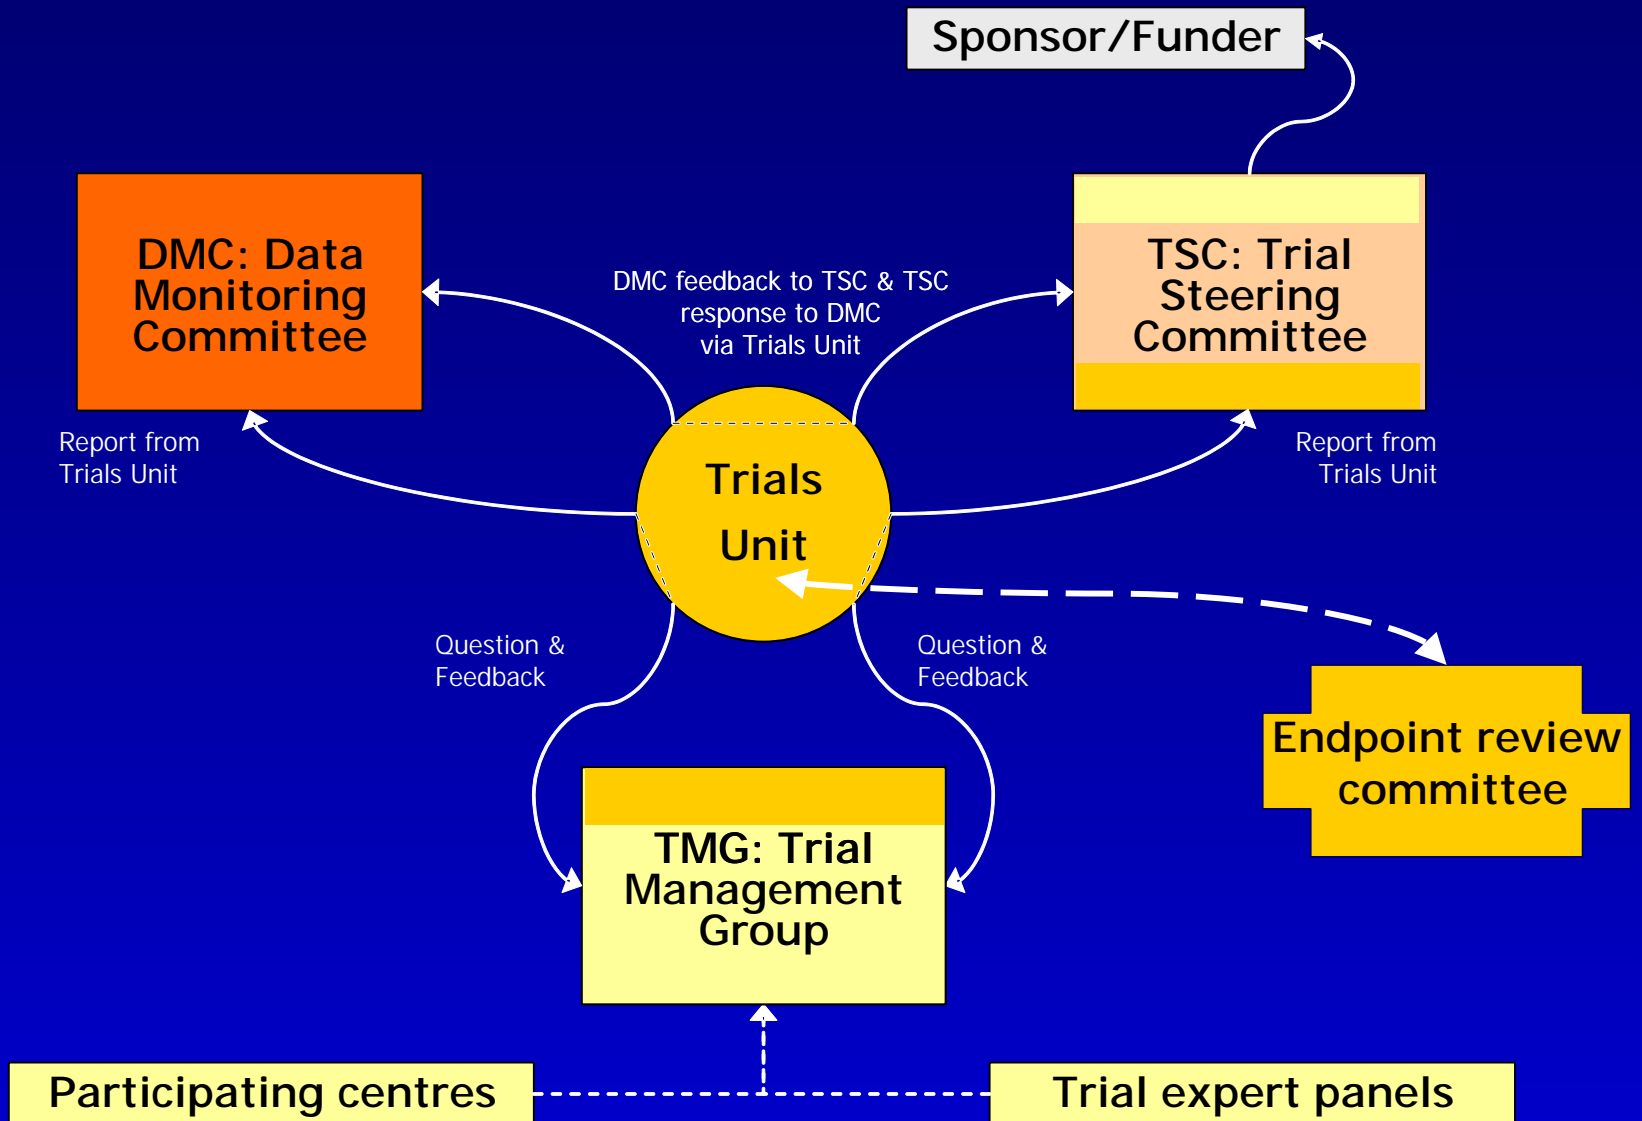 Sponsor/Funder
DMC: Data
Monitoring
Committee
DMC feedback to TSC & TSC
response to DMC
via Trials Unit
TSC: Trial
Steering
Committee
Report from
Trials Unit
Trials
Unit
Report from
Trials Unit
Question &
Feedback
Question &
Feedback
Endpoint review
committee
TMG: Trial
Management
Group
Participating centres
Trial expert panels